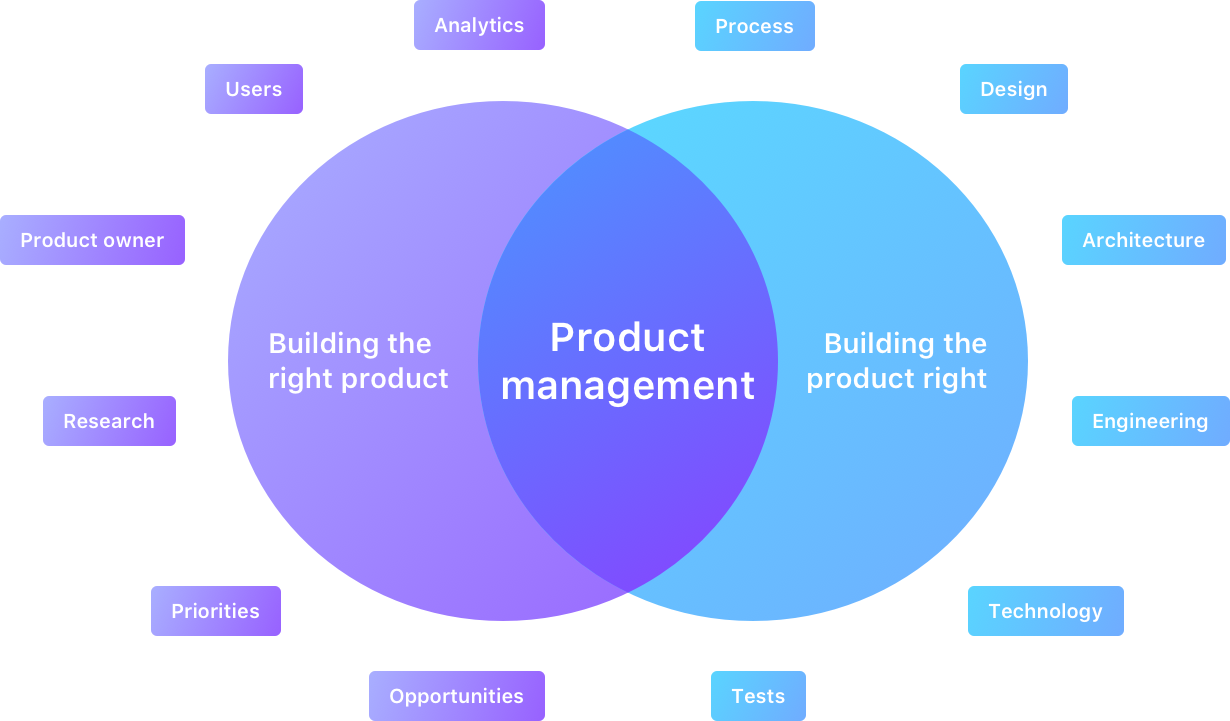 Analytics
Process
Users
Design
Product owner
Architecture
Building the
right product
Product
management
Building the
product right
Research
Engineering
Priorities
Technology
Opportunities
Tests